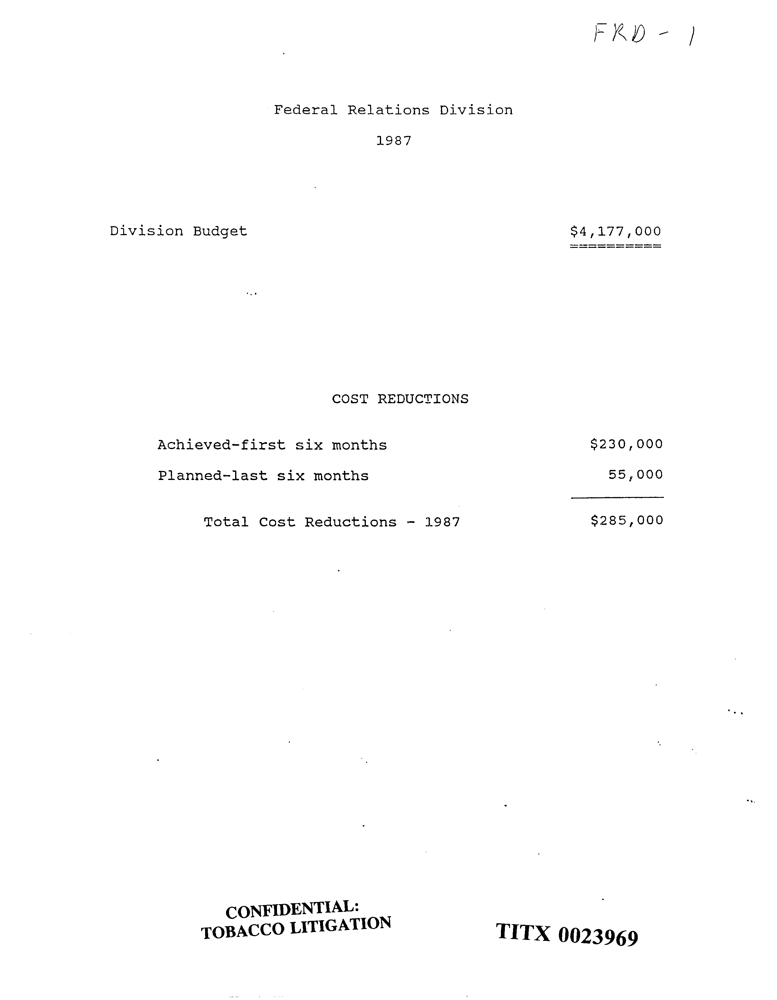 FRD - 1
Federal Relations Division
1987
Division Budget $4,177,000
==========
COST REDUCTIONS
Achieved-first six months $230,000
Planned-last six months 55,000
Total Cost Reductions - 1987 $285,000
CONFIDENTIAL:
TOBACCO LITIGATION
TITX 0023969